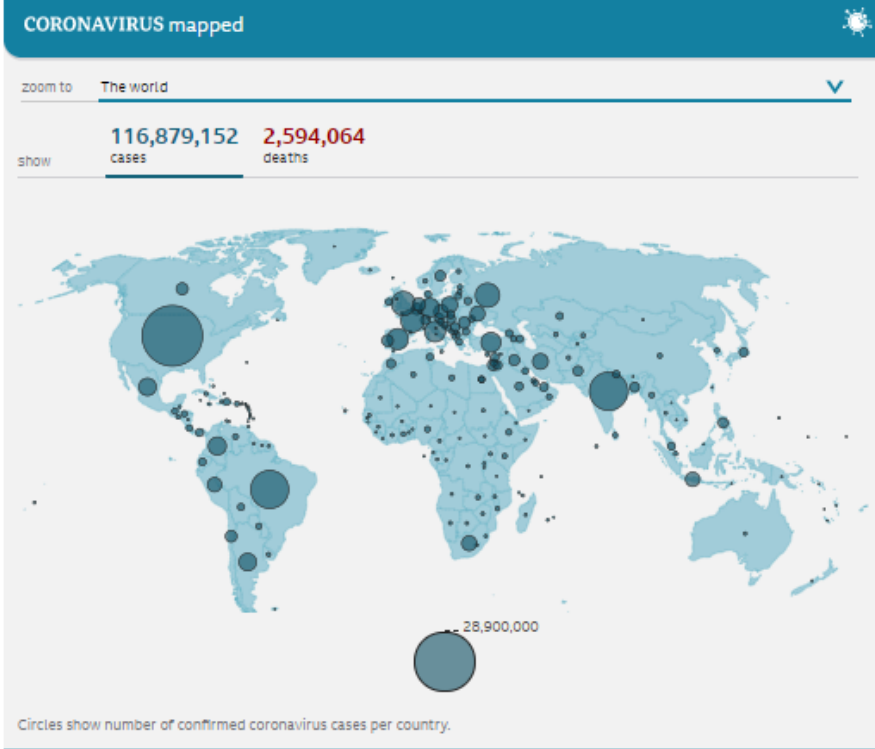 CORONAVIRUS mapped
zoom to The world
116,879,152 2,594,064
show cases deaths
28,900,000
Circles show number of confirmed coronavirus cases per country.